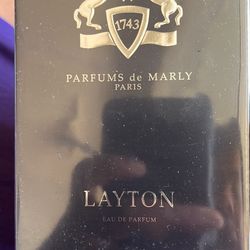 1743
PARFUMS de MARLY
PARIS
LAYTON
EAU DE PARFUM